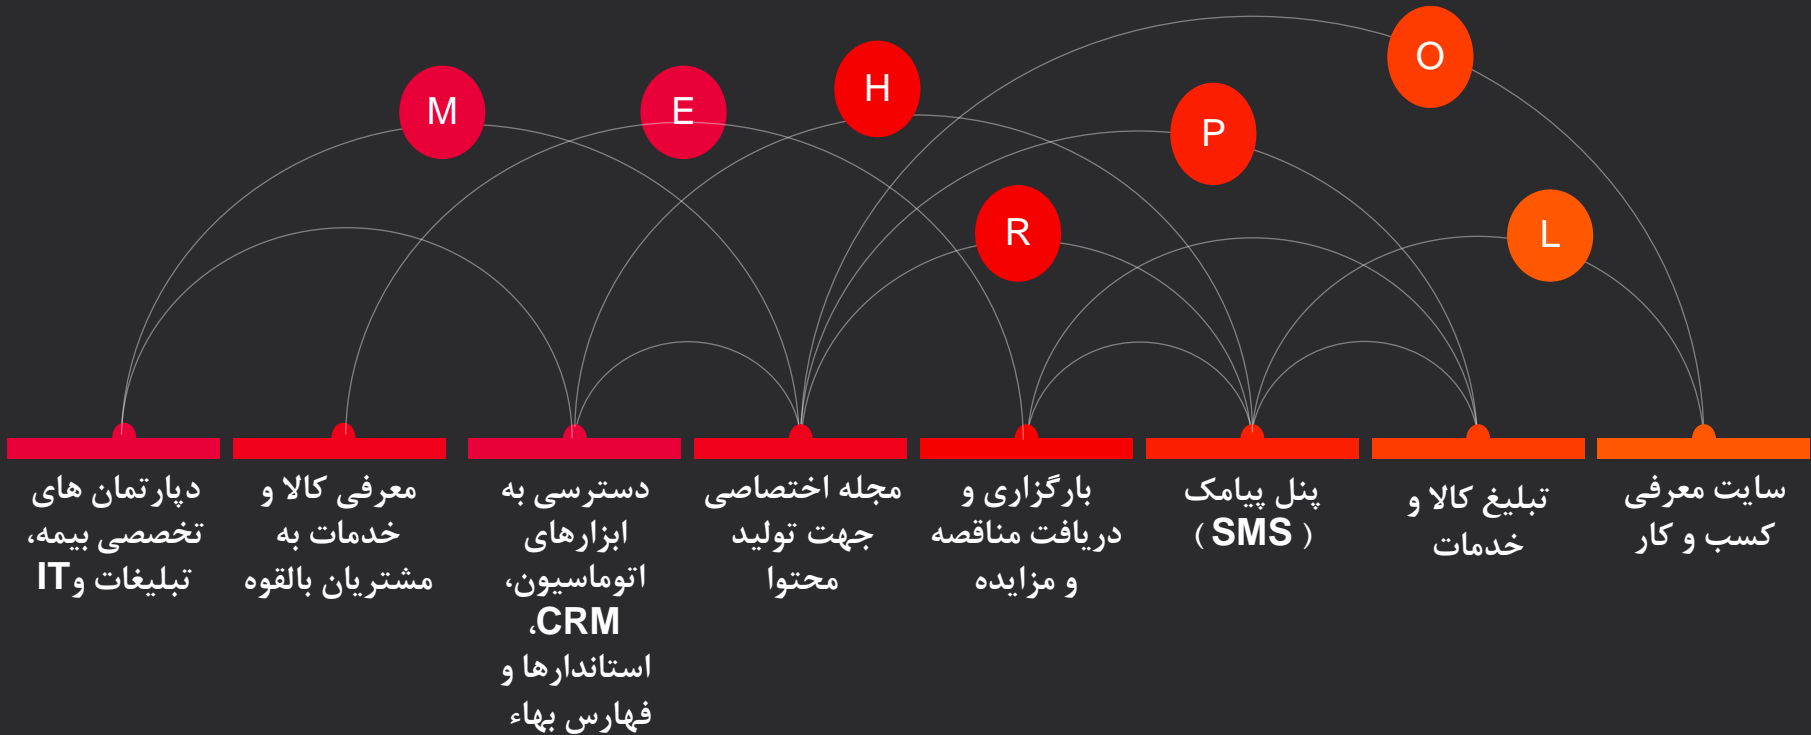 M
E
H
R
P
O
L
سایت معرفی
کسب و کار
تبلیغ کالا و
خدمات
پنل پیامک
( SMS )
بارگزاری و
دریافت مناقصه
و مزایده
مجله اختصاصی
جهت تولید
محتوا
دسترسی به
ابزارهای
اتوماسیون،
CRM،
استاندارها و
فهارس بهاء
معرفی کالا و
خدمات به
مشتریان بالقوه
دپارتمان های
تخصصی بیمه،
تبلیغات وIT